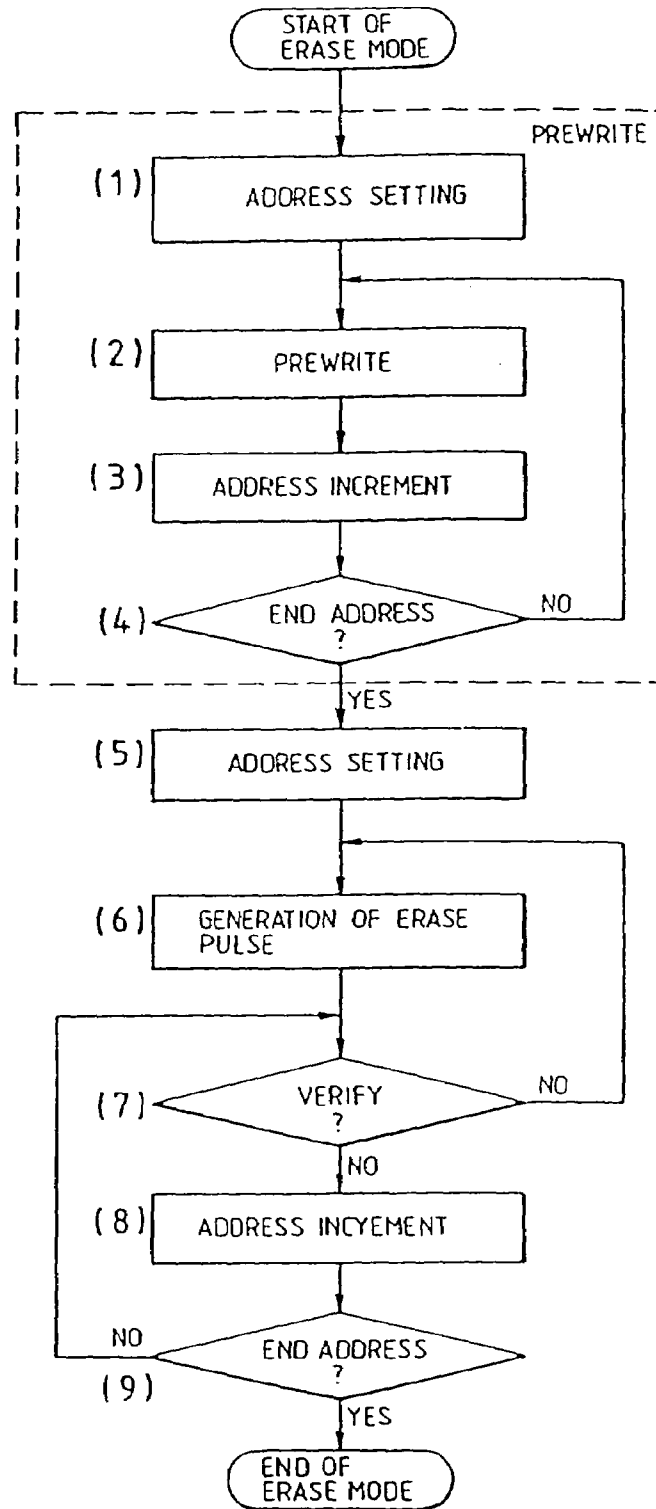 START OF
ERASE MODE
PREWRITE
(1)
ADDRESS SETTING
(2)
PREWRITE
(3)
ADDRESS INCREMENT
(4)
END ADDRESS
?
NO
YES
(5)
ADDRESS SETTING
(6)
GENERATION OF ERASE
PULSE
(7)
VERIFY
?
NO
NO
(8)
ADDRESS INCYEMENT
NO
END ADDRESS
?
(9)
YES
END OF
ERASE MODE